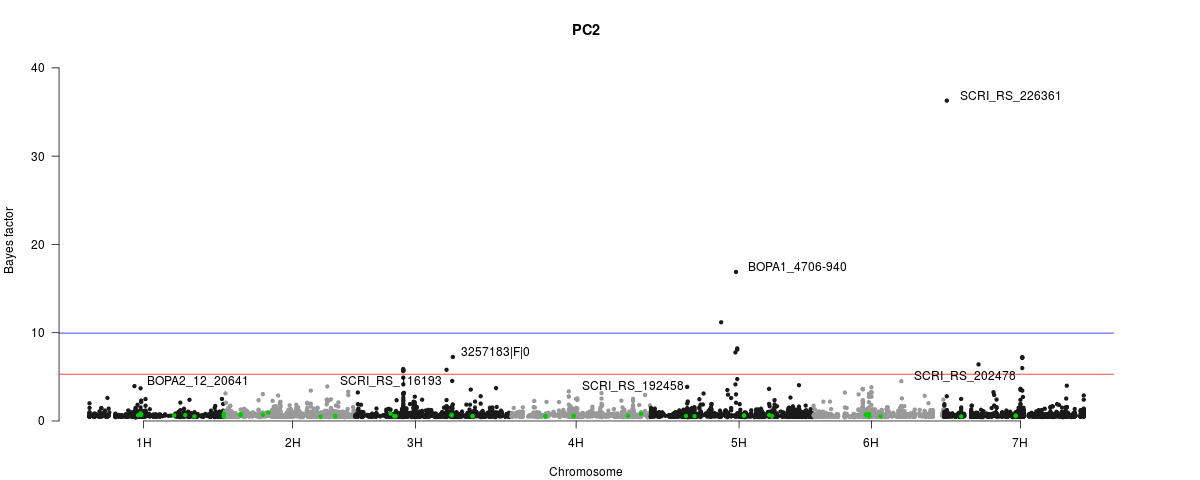 PC2
40
SCRI_RS_226361
30
Bayes factor
20
BOPA1_4706-940
10
3257183|F|0
BOPA2_12_20641
SCRI_RS_116193
SCRI_RS_192458
SCRI_RS_202478
0
1H 2H 3H 4H 5H 6H 7H
Chromosome